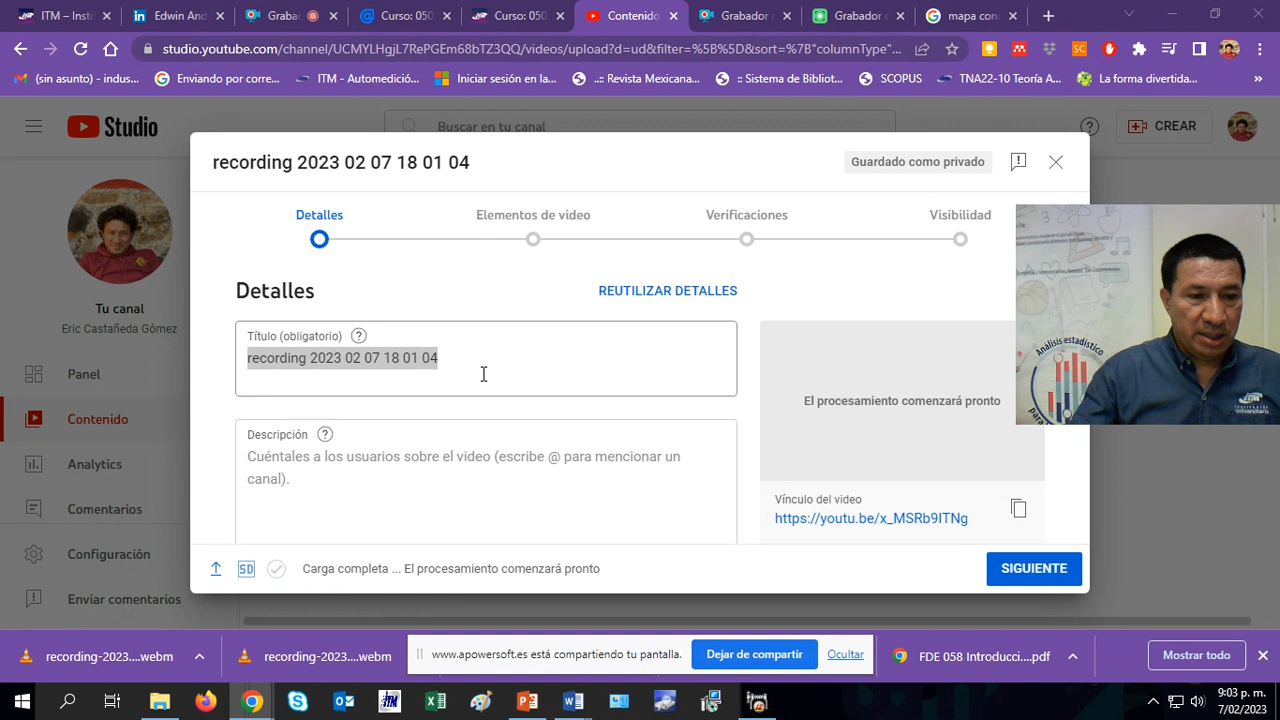 ITM – Insti
Edwin And
Graba
Curso: 050
Curso: 050.
Contenido
Grabador
Grabador c
mapa con
studio.youtube.com/channel/UCMYLHgjL7RePGEm68bTZ3QQ/videos/upload?d=ud&filter=%5B%5D&sort=%7B"columnType"...
(sin asunto) - indus...
Enviando por corre...
ITM - Automedició...
Iniciar sesión en la...
..:: Revista Mexicana...
:: Sistema de Bibliot...
SCOPUS
TNA22-10 Teoría A...
La forma divertida...
»
Studio
Buscar en tu canal
CREAR
recording 2023 02 07 18 01 04
Guardado como privado
Detalles
Elementos de video
Verificaciones
Visibilidad
Tu canal
Eric Castañeda Gómez
Detalles
REUTILIZAR DETALLES
Título (obligatorio)
recording 2023 02 07 18 01 04
El procesamiento comenzará pronto
Análisis estadístico
Descripción
Cuéntales a los usuarios sobre el video (escribe @ para mencionar un
canal).
Vínculo del video
https://youtu.be/x_MSRb9ITNg
Panel
Contenido
Analytics
Comentarios
Configuración
Enviar comentarios
SD
Carga completa ... El procesamiento comenzará pronto
SIGUIENTE
recording-2023....webm
recording-2023....webm
www.apowersoft.es está compartiendo tu pantalla.
Dejar de compartir
Ocultar
FDE 058 Introducci....pdf
Mostrar todo
9:03 p. m.
7/02/2023